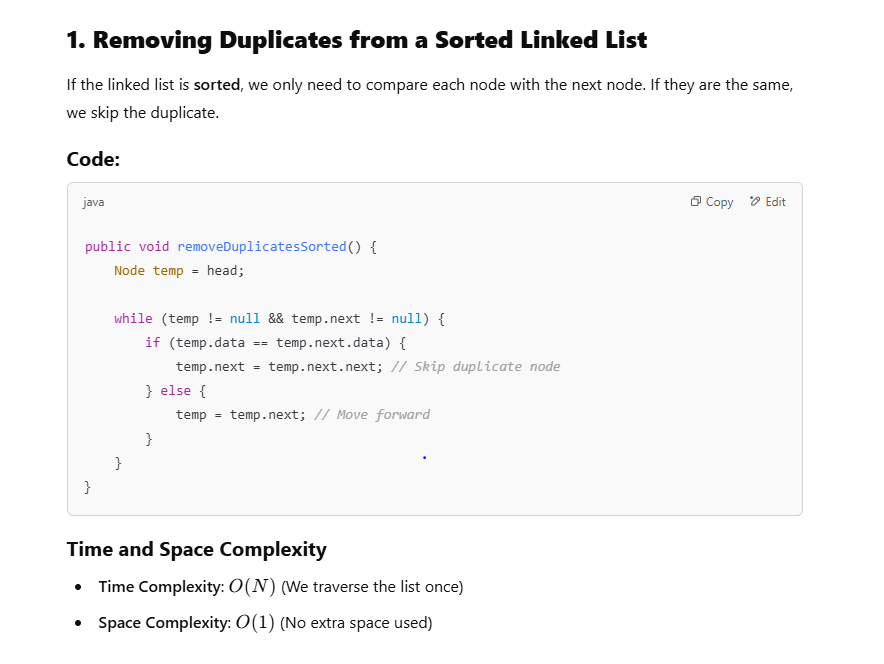 1. Removing Duplicates from a Sorted Linked List
If the linked list is sorted, we only need to compare each node with the next node. If they are the same,
we skip the duplicate.
Code:
java Copy Edit
public void removeDuplicatesSorted() {
    Node temp = head;

    while (temp != null && temp.next != null) {
        if (temp.data == temp.next.data) {
            temp.next = temp.next.next; // Skip duplicate node
        } else {
            temp = temp.next; // Move forward
        }
    }
}
Time and Space Complexity
• Time Complexity: O(N) (We traverse the list once)
• Space Complexity: O(1) (No extra space used)